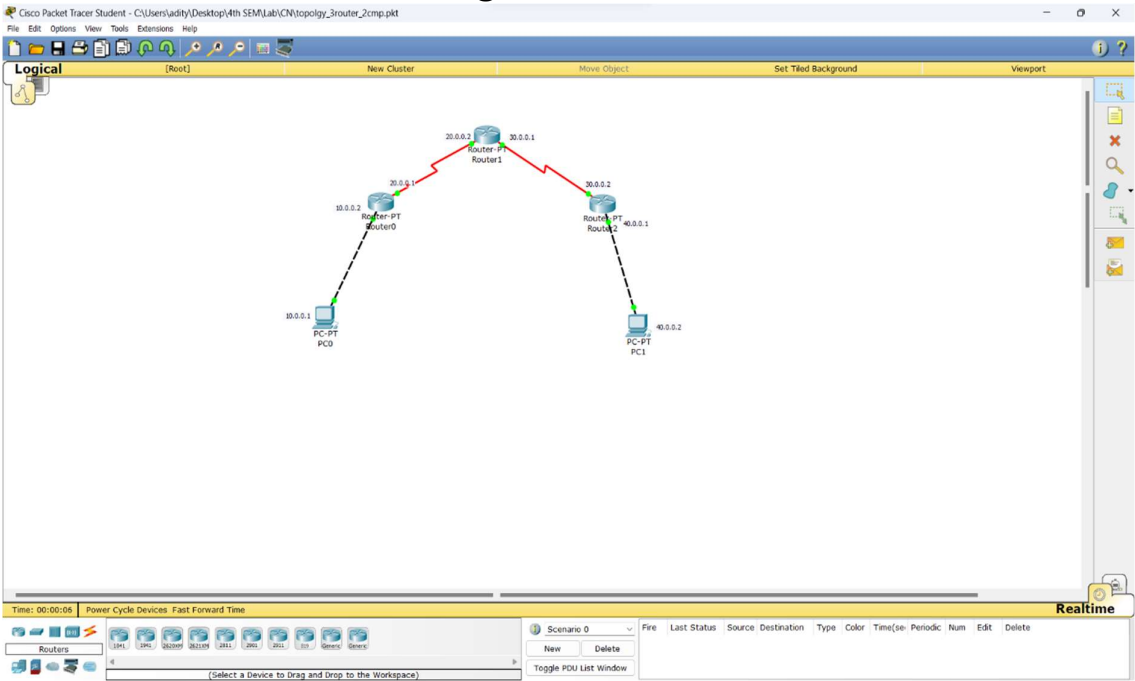 Cisco Packet Tracer Student - C:\Users\adity\Desktop\4th SEM\Lab\CN\topolgy_3router_2cmp.pkt
File Edit Options View Tools Extensions Help
Logical [Root] New Cluster Move Object Set Tiled Background Viewport
20.0.0.2 30.0.0.1
Router-PT
Router1
20.0.0.1 30.0.0.2
10.0.0.2
Router-PT
Router0
Router-PT 40.0.0.1
Router2
10.0.0.1
PC-PT
PC0
40.0.0.2
PC-PT
PC1
Time: 00:00:06 Power Cycle Devices Fast Forward Time Realtime
Routers
1841 1941 2620XM 2621XM 2811 2901 2911 819 Generic Generic
(Select a Device to Drag and Drop to the Workspace)
Scenario 0
New Delete
Toggle PDU List Window
Fire Last Status Source Destination Type Color Time(se Periodic Num Edit Delete